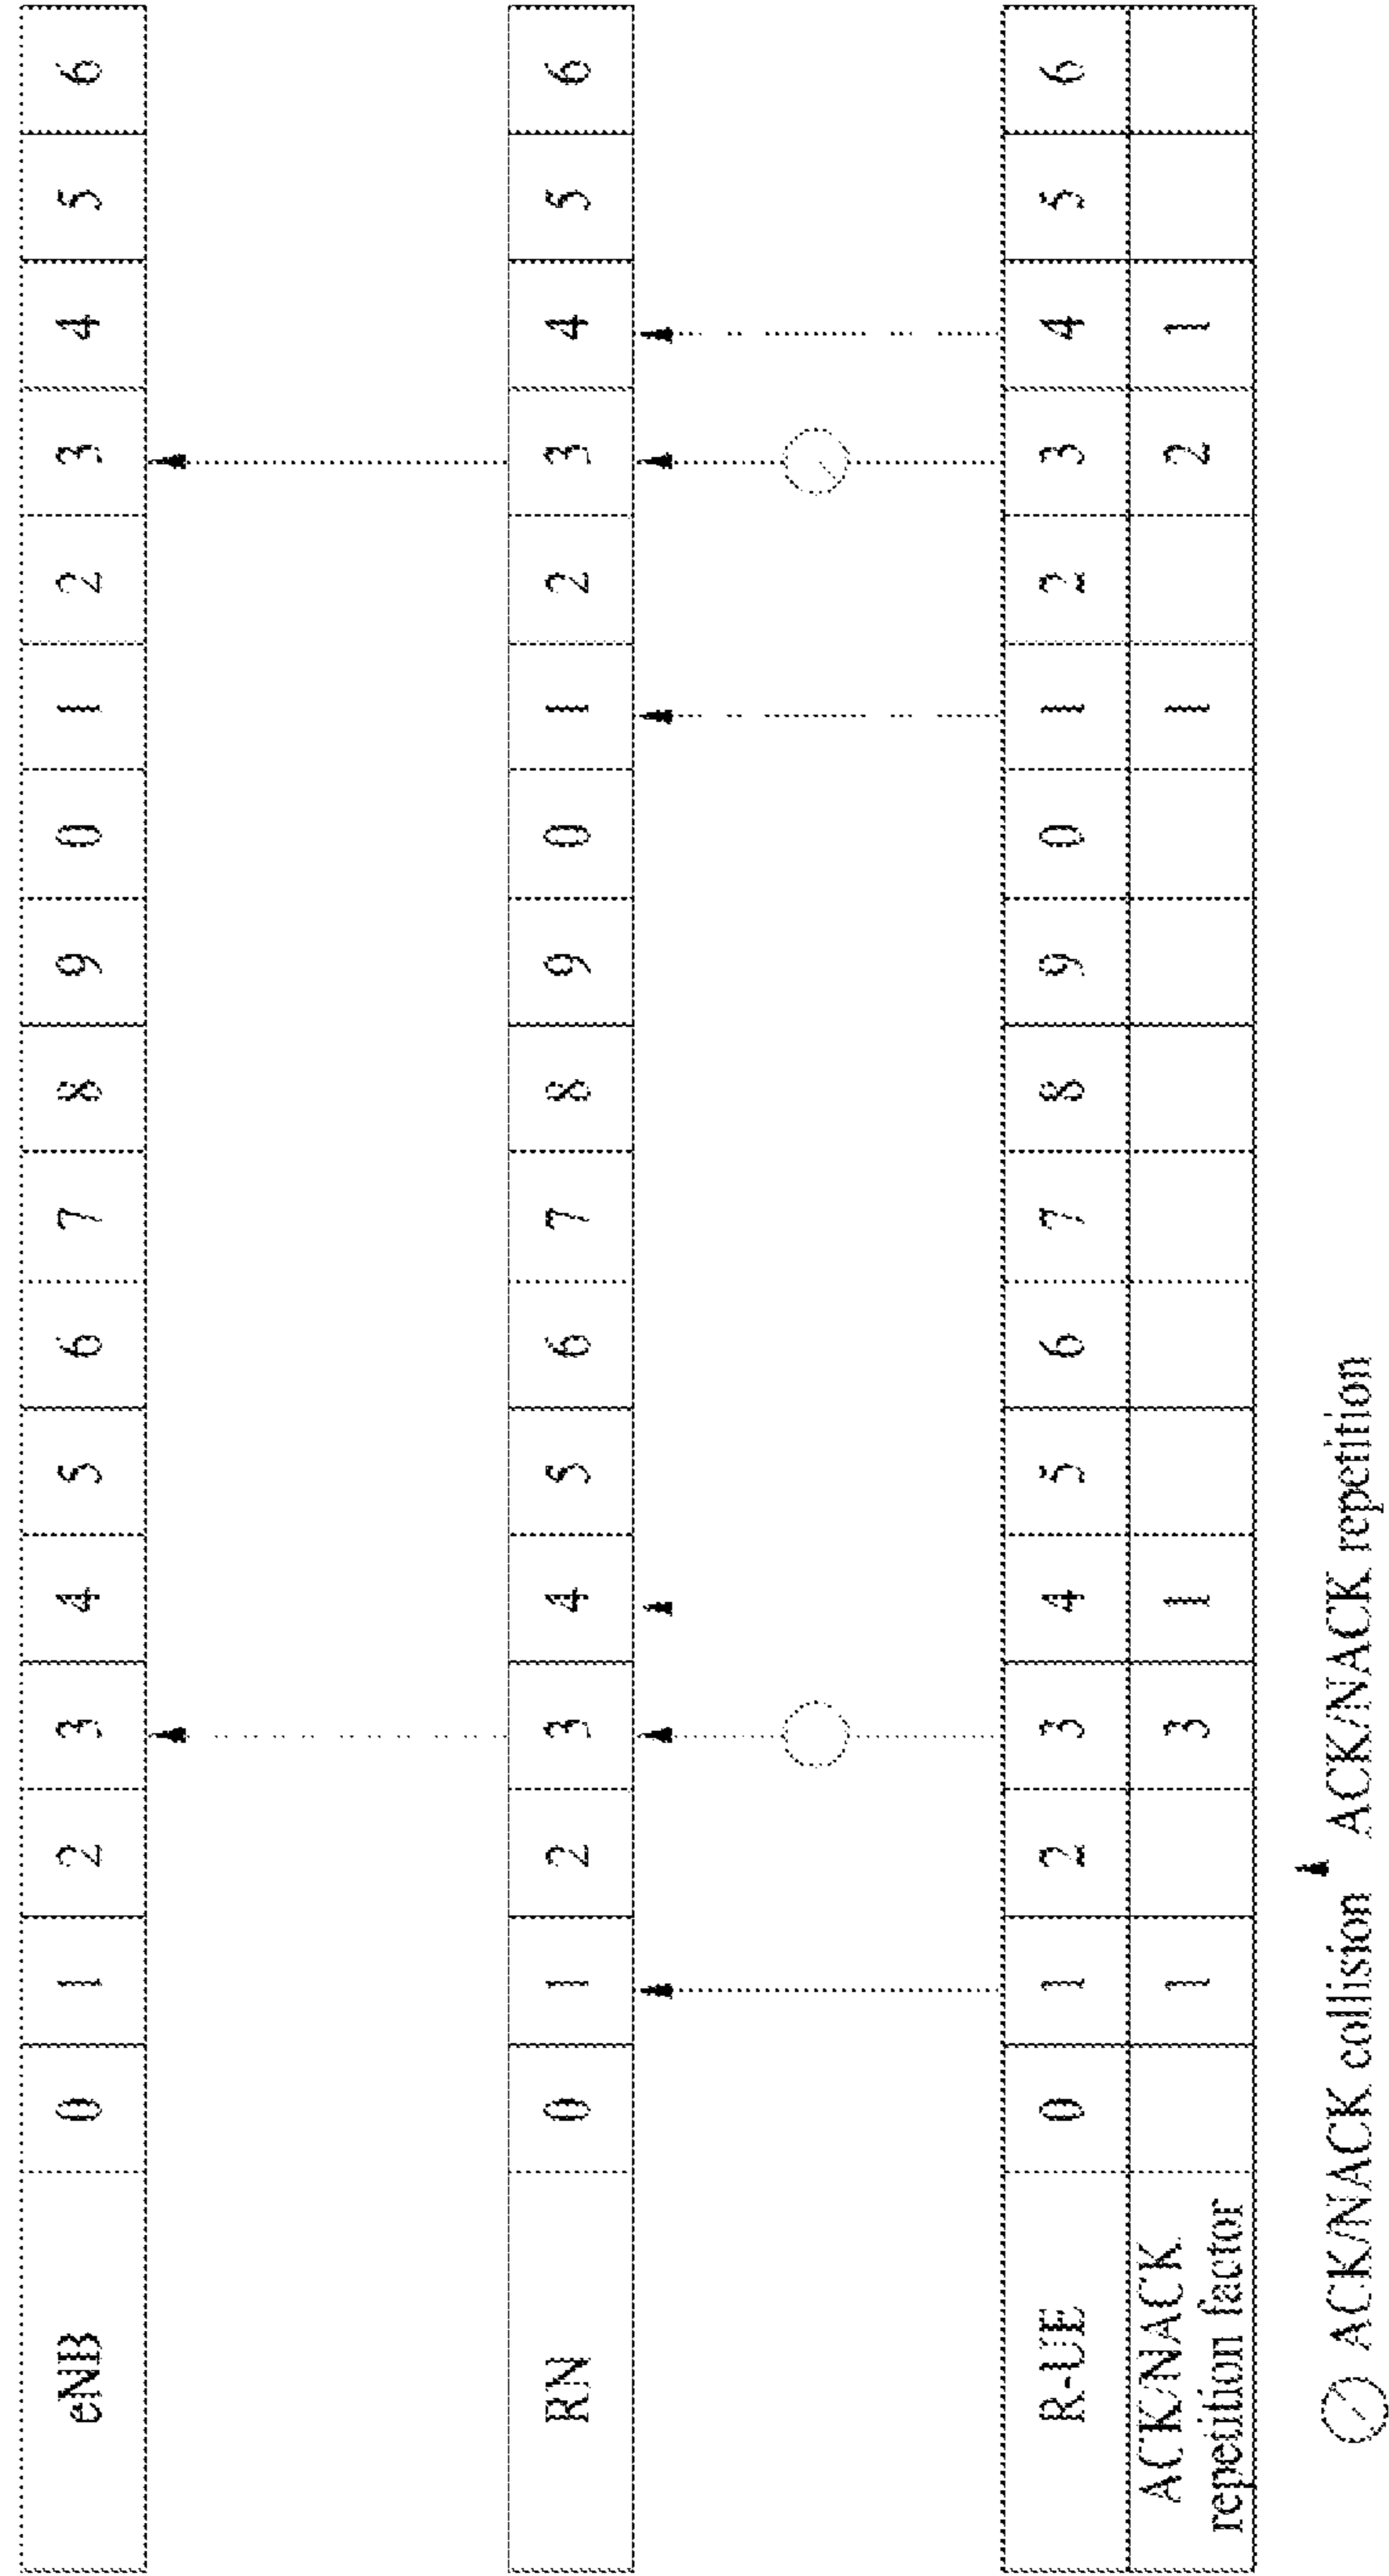 eNB 0 1 2 3 4 5 6 7 8 9 0 1 2 3 4 5 6
RN 0 1 2 3 4 5 6 7 8 9 0 1 2 3 4 5 6
R-UE 0 1 2 3 4 5 6 7 8 9 0 1 2 3 4 5 6
ACK/NACK
repetition factor 1 3 1 1 2 1
ACK/NACK collision ACK/NACK repetition